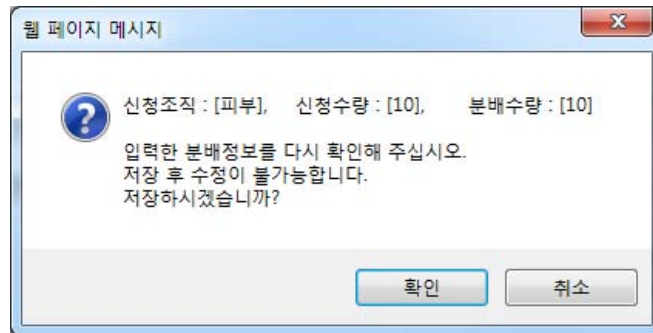 웹 페이지 메시지
신청조직 : [피부], 신청수량 : [10], 분배수량 : [10]
입력한 분배정보를 다시 확인해 주십시오.
저장 후 수정이 불가능합니다.
저장하시겠습니까?
확인 취소